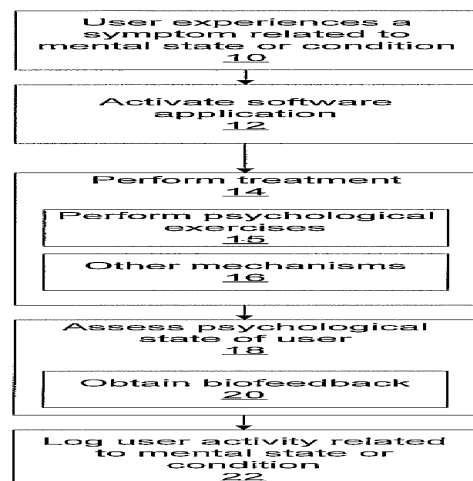 User experiences a
symptom related to
mental state or condition
10
Activate software
application
12
Perform treatment
14
Perform psychological
exercises
15
Other mechanisms
16
Assess psychological
state of user
18
Obtain biofeedback
20
Log user activity related
to mental state or
condition
22